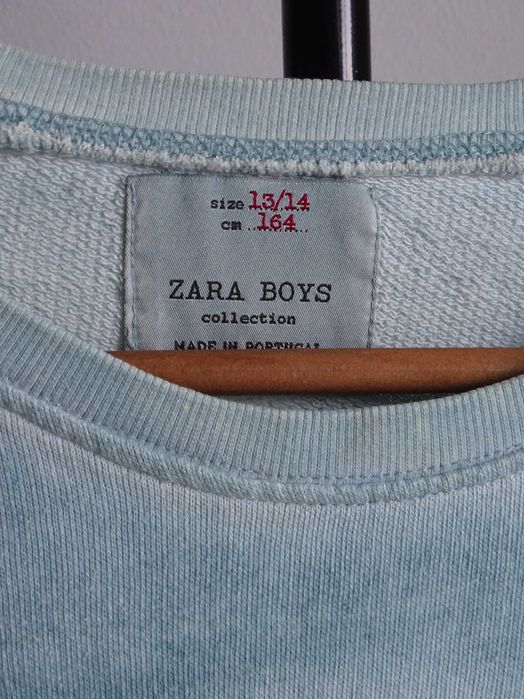 size 13/14
cm 164
ZARA BOYS
collection
MADE IN PORTUGAL